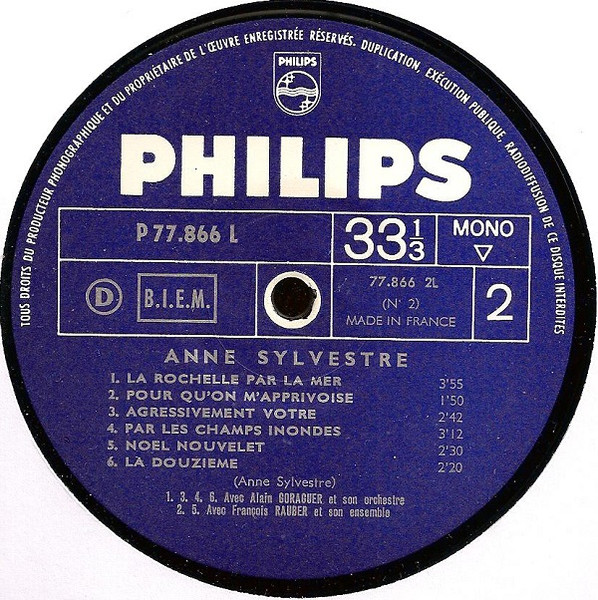 TOUS DROITS DU PRODUCTEUR PHONOGRAPHIQUE ET DU PROPRIÉTAIRE DE L'ŒUVRE ENREGISTRÉE RÉSERVÉS. DUPLICATION, EXÉCUTION PUBLIQUE, RADIODIFFUSION DE CE DISQUE INTERDITES
PHILIPS
PHILIPS
P 77.866 L
33 1/3
MONO
▽
D
B.I.E.M.
77.866 2L
(N° 2)
MADE IN FRANCE
2
ANNE SYLVESTRE
1. LA ROCHELLE PAR LA MER 3'55
2. POUR QU'ON M'APPRIVOISE 1'50
3. AGRESSIVEMENT VOTRE 2'42
4. PAR LES CHAMPS INONDES 3'12
5. NOEL NOUVELET 2'30
6. LA DOUZIEME 2'20
(Anne Sylvestre)
1. 3. 4. 6. Avec Alain GORAGUER et son orchestre
2. 5. Avec François RAUBER et son ensemble